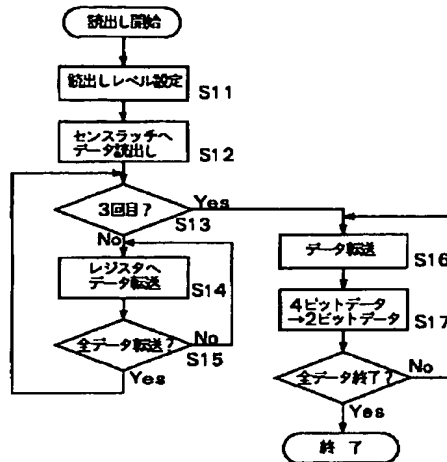 読出し開始
読出しレベル設定
S11
センスラッチへ
データ読出し
S12
3回目?
Yes
S13
No
レジスタへ
データ転送
S14
全データ転送?
No
S15
Yes
データ転送
S16
4ビットデータ
→2ビットデータ
S17
全データ終了?
No
Yes
終了